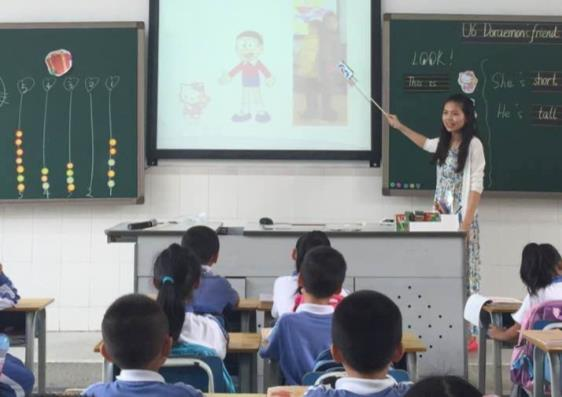 U6 Doraemon's friend
LOOK!
This is
She's short
He's tall